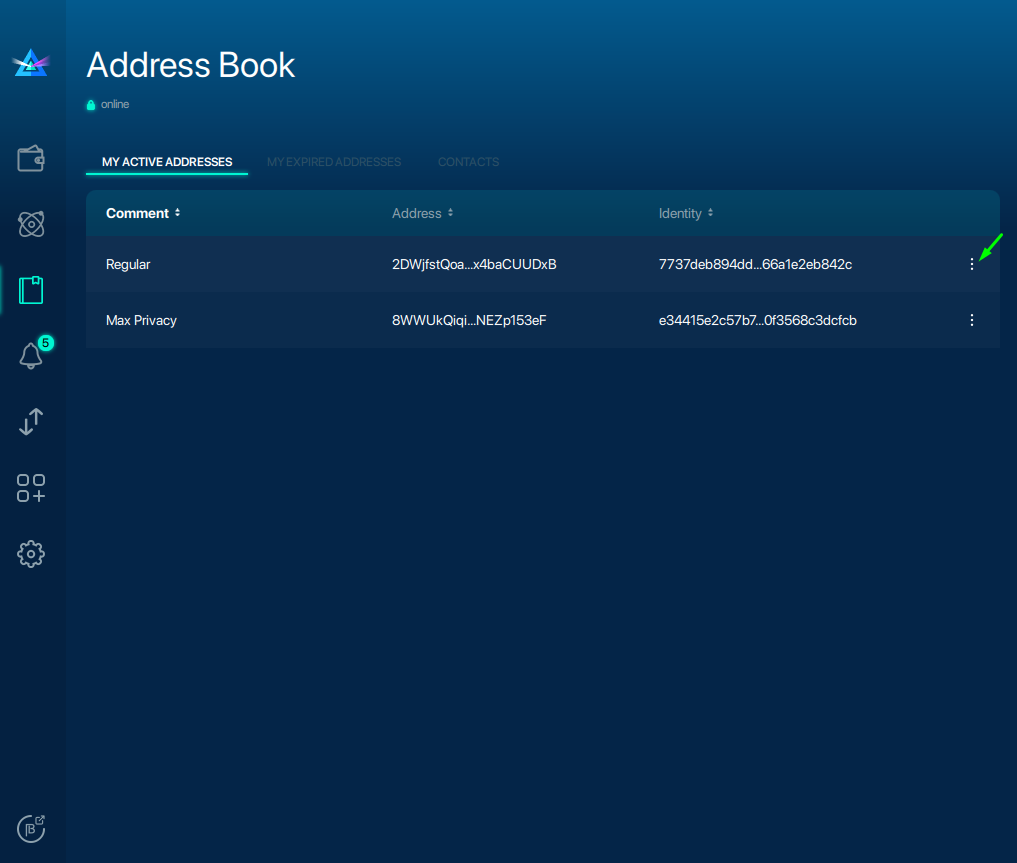 Address Book
online
MY ACTIVE ADDRESSES MY EXPIRED ADDRESSES CONTACTS
Comment Address Identity
Regular 2DWjfstQoa...x4baCUUDxB 7737deb894dd...66a1e2eb842c
Max Privacy 8WWUkQiqi...NEZp153eF e34415e2c57b7...0f3568c3dcfcb
5
B